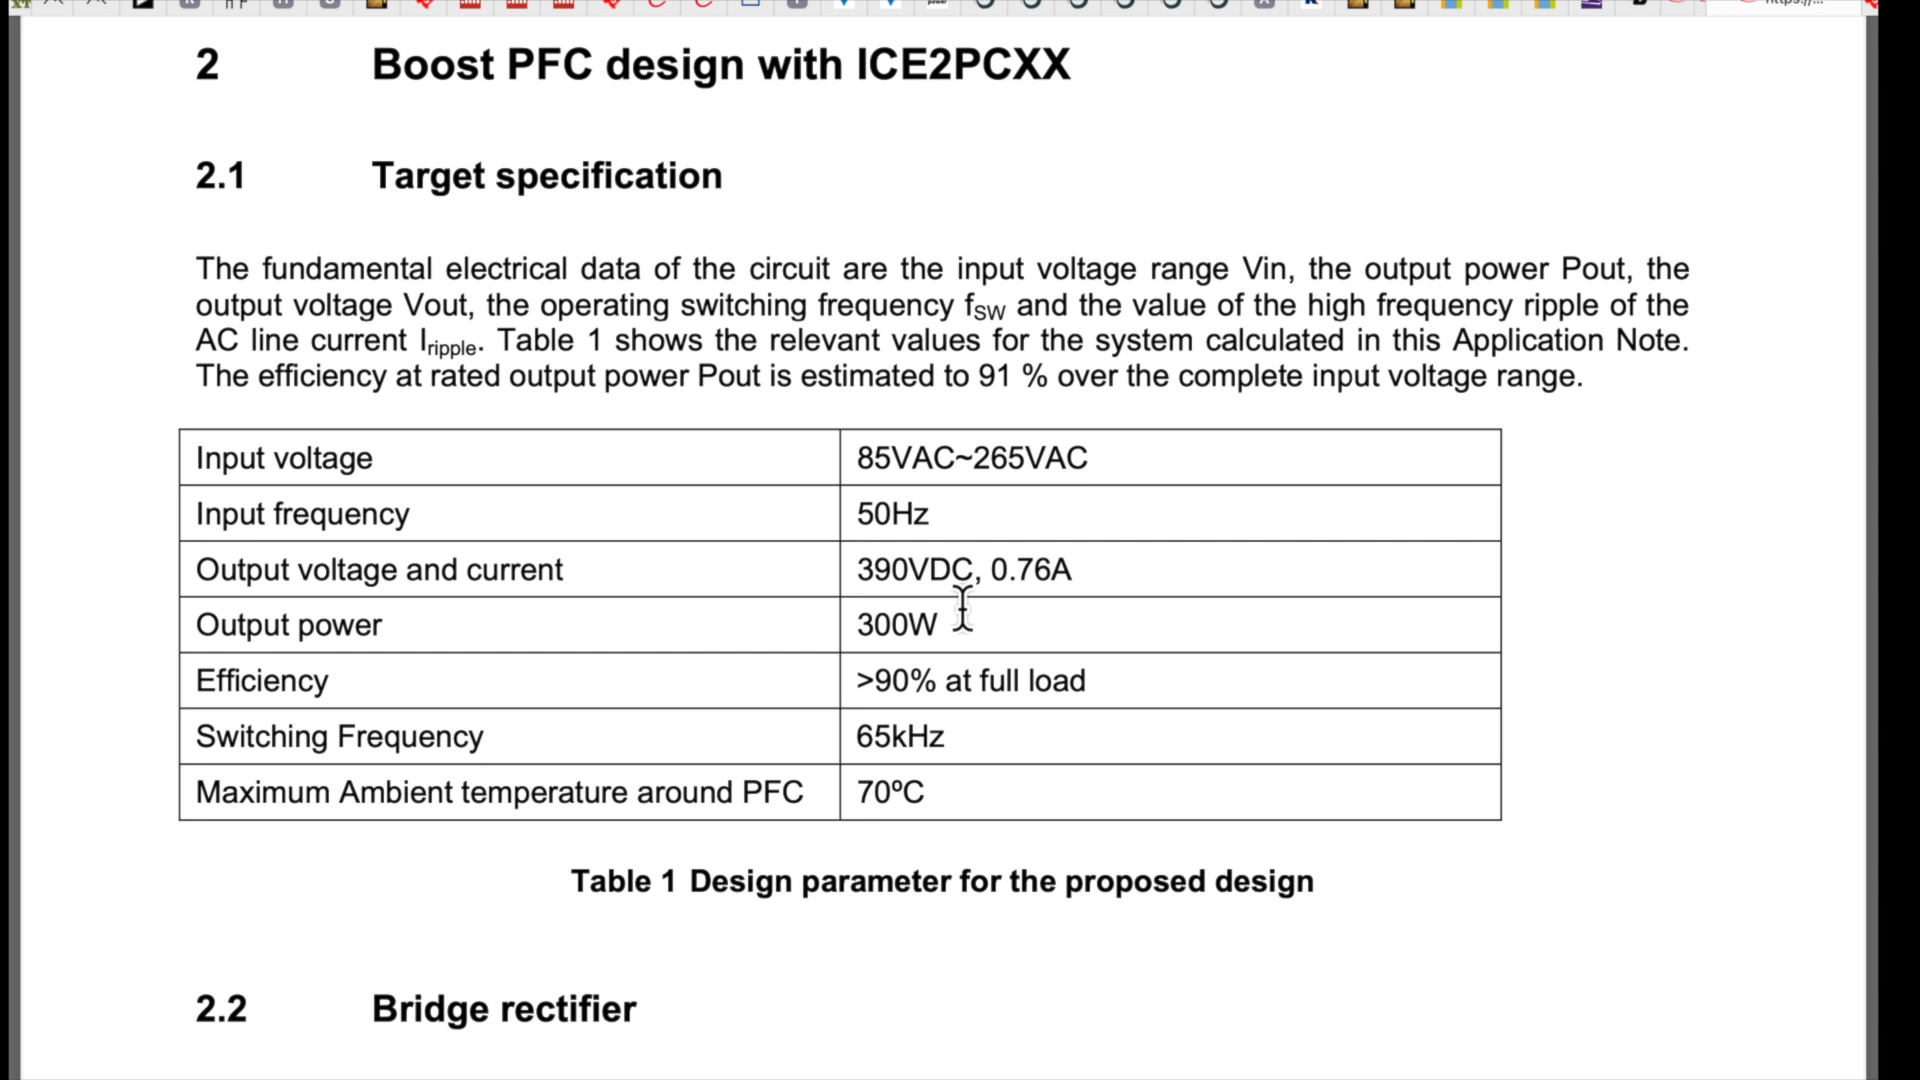 2 Boost PFC design with ICE2PCXX
2.1 Target specification
The fundamental electrical data of the circuit are the input voltage range Vin, the output power Pout, the
output voltage Vout, the operating switching frequency fSW and the value of the high frequency ripple of the
AC line current Iripple. Table 1 shows the relevant values for the system calculated in this Application Note.
The efficiency at rated output power Pout is estimated to 91 % over the complete input voltage range.
Input voltage 85VAC~265VAC
Input frequency 50Hz
Output voltage and current 390VDC, 0.76A
Output power 300W
Efficiency >90% at full load
Switching Frequency 65kHz
Maximum Ambient temperature around PFC 70ºC
Table 1 Design parameter for the proposed design
2.2 Bridge rectifier